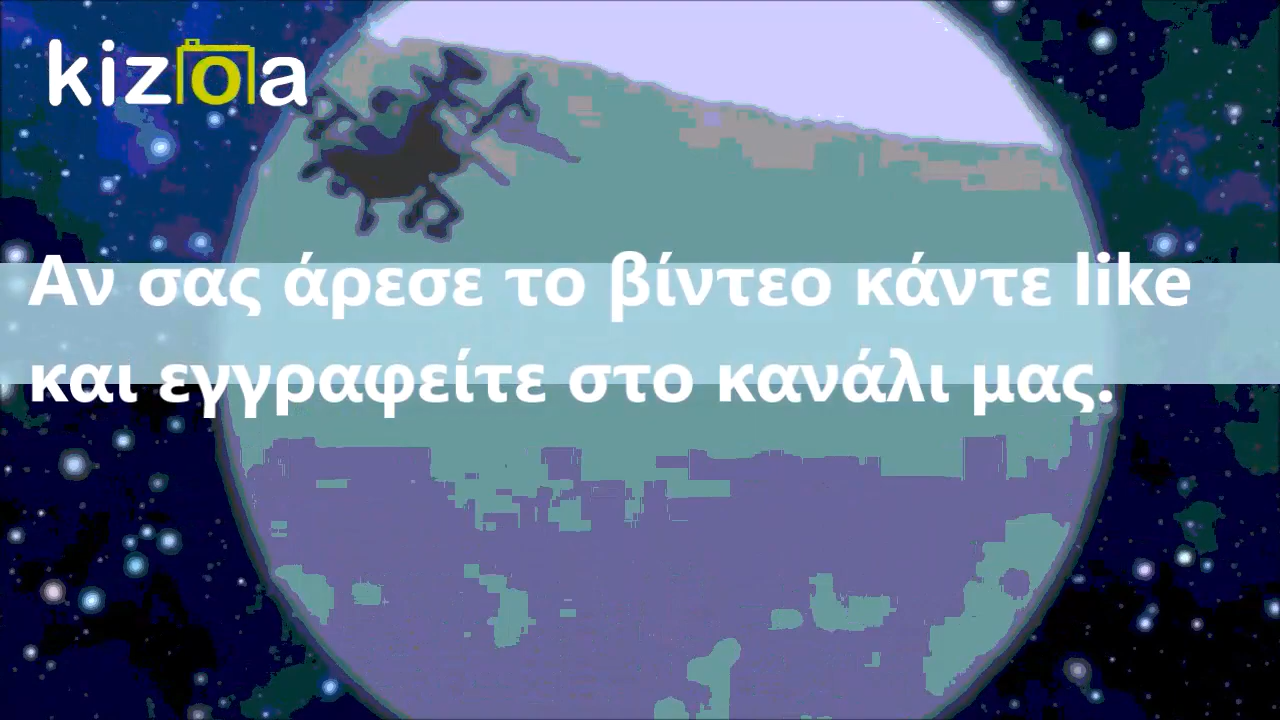 kizoa
Αν σας άρεσε το βίντεο κάντε like
και εγγραφείτε στο κανάλι μας.